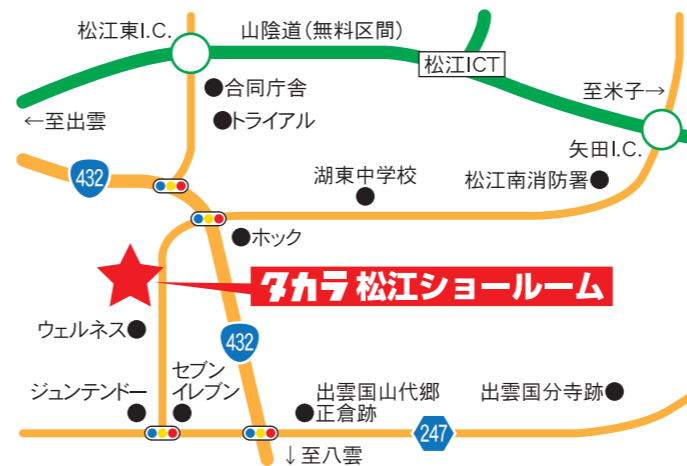 松江東I.C.
山陰道(無料区間)
松江ICT
合同庁舎
トライアル
←至出雲
至米子→
矢田I.C.
432
湖東中学校
松江南消防署
ホック
タカラ 松江ショールーム
ウェルネス
432
セブン
イレブン
ジュンテンドー
出雲国山代郷
正倉跡
出雲国分寺跡
247
↓至八雲